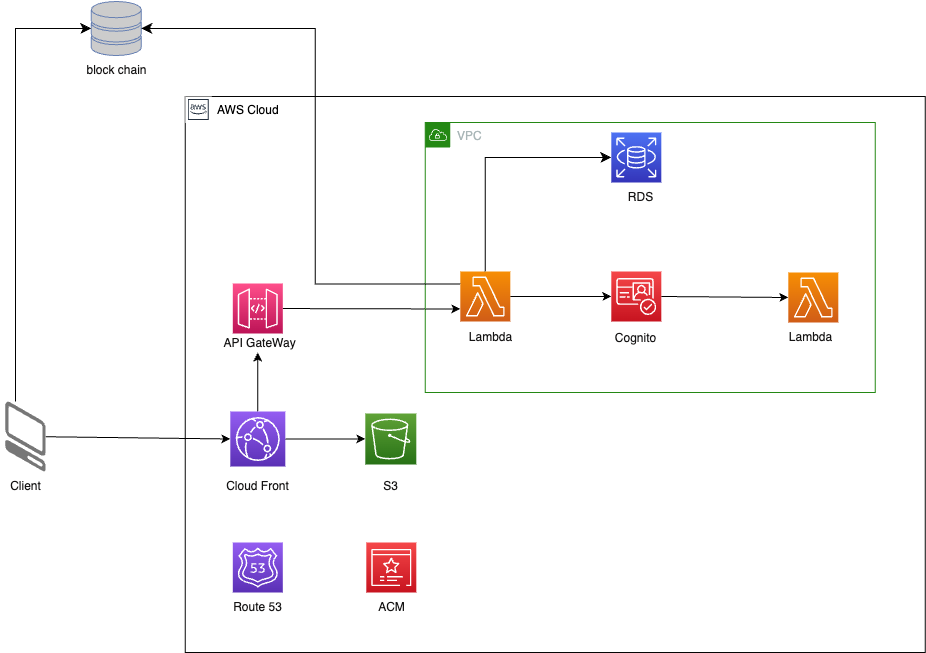 block chain
aws
AWS Cloud
VPC
RDS
API GateWay
Lambda
Cognito
Lambda
Client
Cloud Front
S3
53
Route 53
ACM